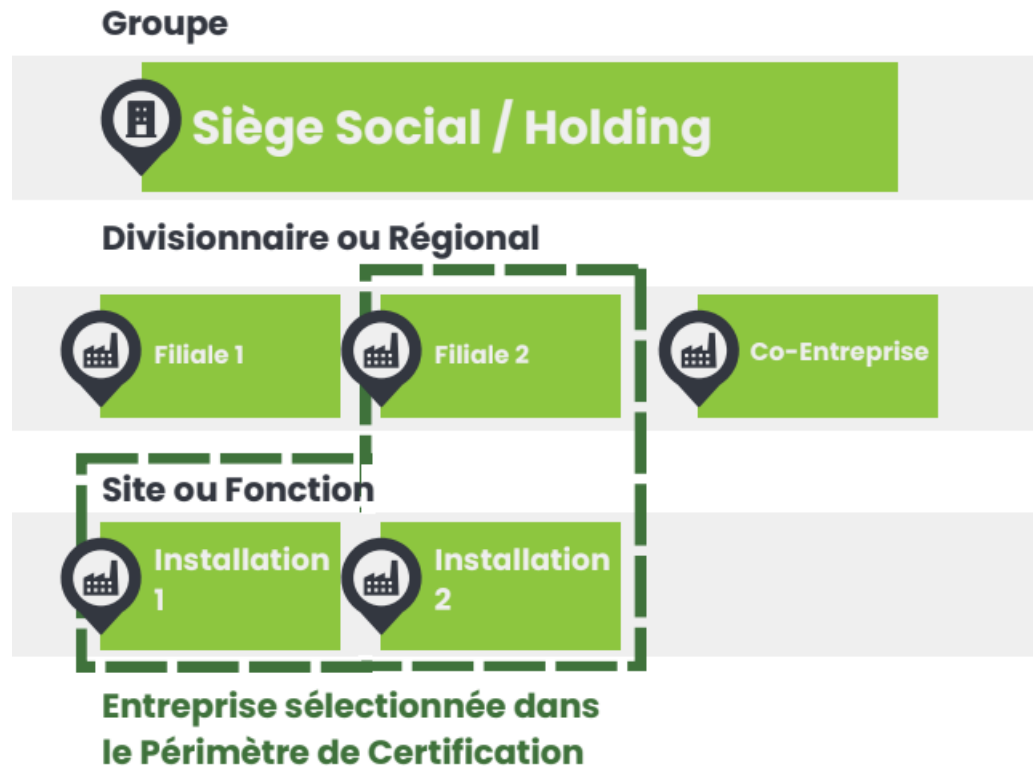 Groupe
Siège Social / Holding
Divisionnaire ou Régional
Filiale 1
Filiale 2
Co-Entreprise
Site ou Fonction
Installation
1
Installation
2
Entreprise sélectionnée dans
le Périmètre de Certification